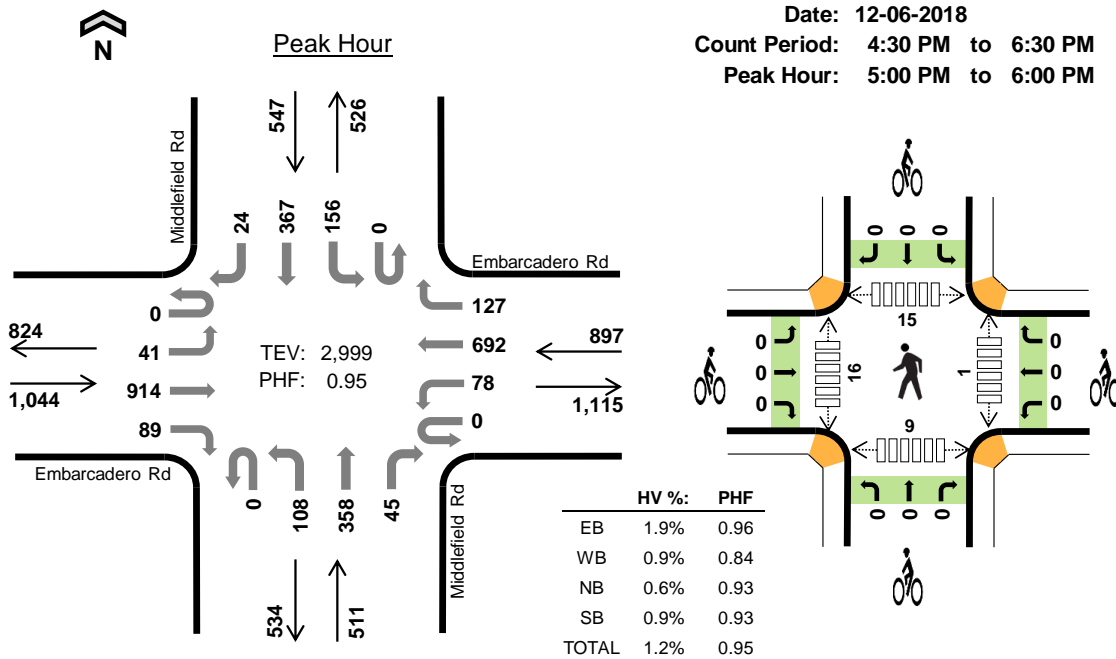 Date: 12-06-2018
Count Period: 4:30 PM to 6:30 PM
Peak Hour: 5:00 PM to 6:00 PM
N
Peak Hour
547
526
Middlefield Rd
24
367
156
0
Embarcadero Rd
0
127
824
41
692
897
TEV: 2,999
PHF: 0.95
1,044
914
78
1,115
89
0
Embarcadero Rd
0
108
358
45
Middlefield Rd
534
511
0
0
0
15
0
0
0
16
1
0
0
0
9
0
0
0
HV %: PHF
EB 1.9% 0.96
WB 0.9% 0.84
NB 0.6% 0.93
SB 0.9% 0.93
TOTAL 1.2% 0.95